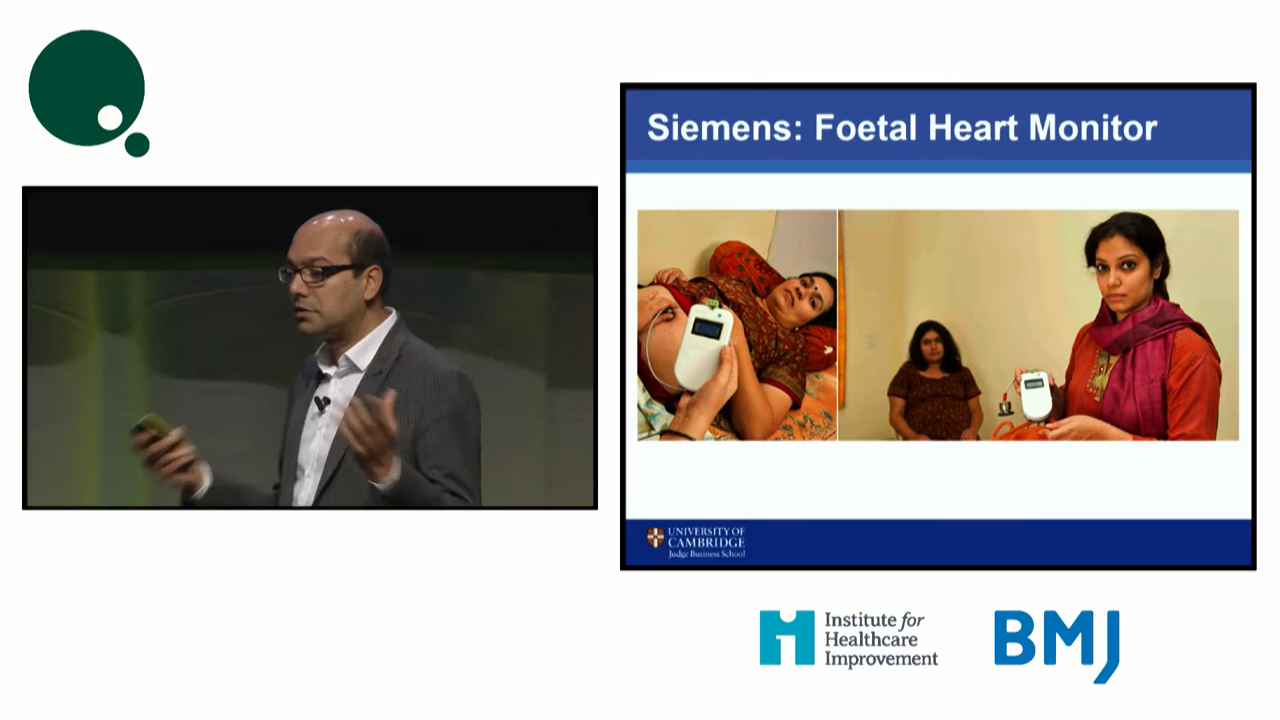 Siemens: Foetal Heart Monitor
UNIVERSITY OF
CAMBRIDGE
Judge Business School
Institute for
Healthcare
Improvement
BMJ